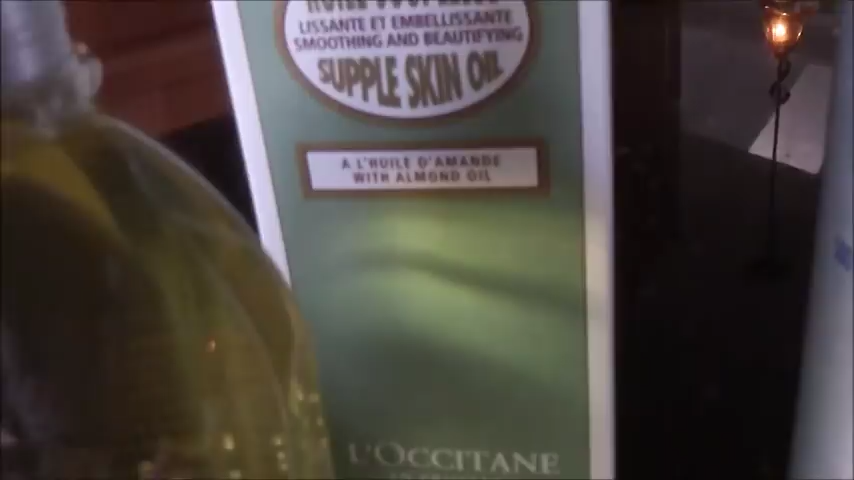 LISSANTE ET EMBELLISSANTE
SMOOTHING AND BEAUTIFYING
SUPPLE SKIN OIL
A L'HUILE D'AMANDE
WITH ALMOND OIL
L'OCCITANE